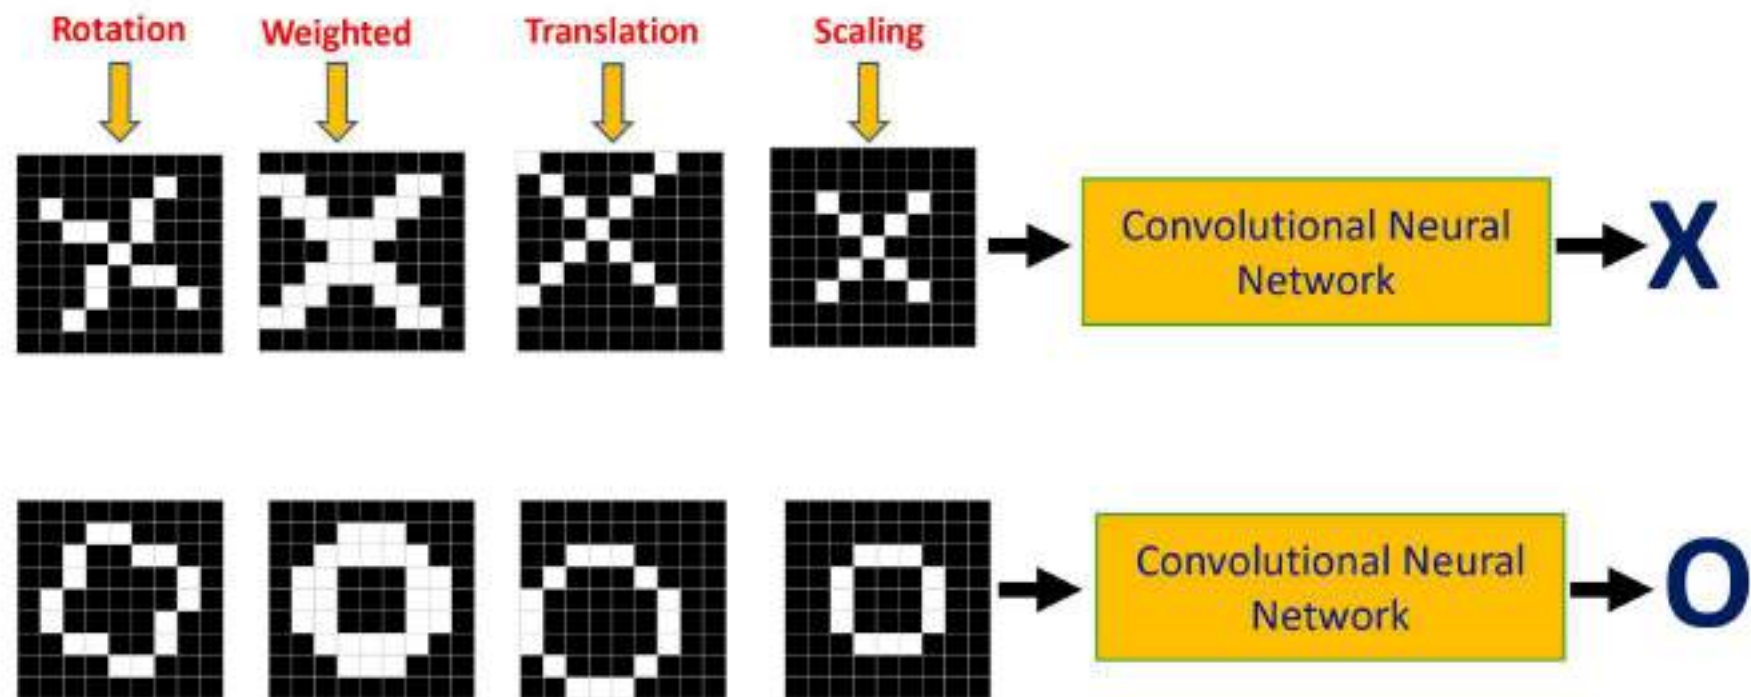 Rotation Weighted Translation Scaling
Convolutional Neural
Network
X
Convolutional Neural
Network
O